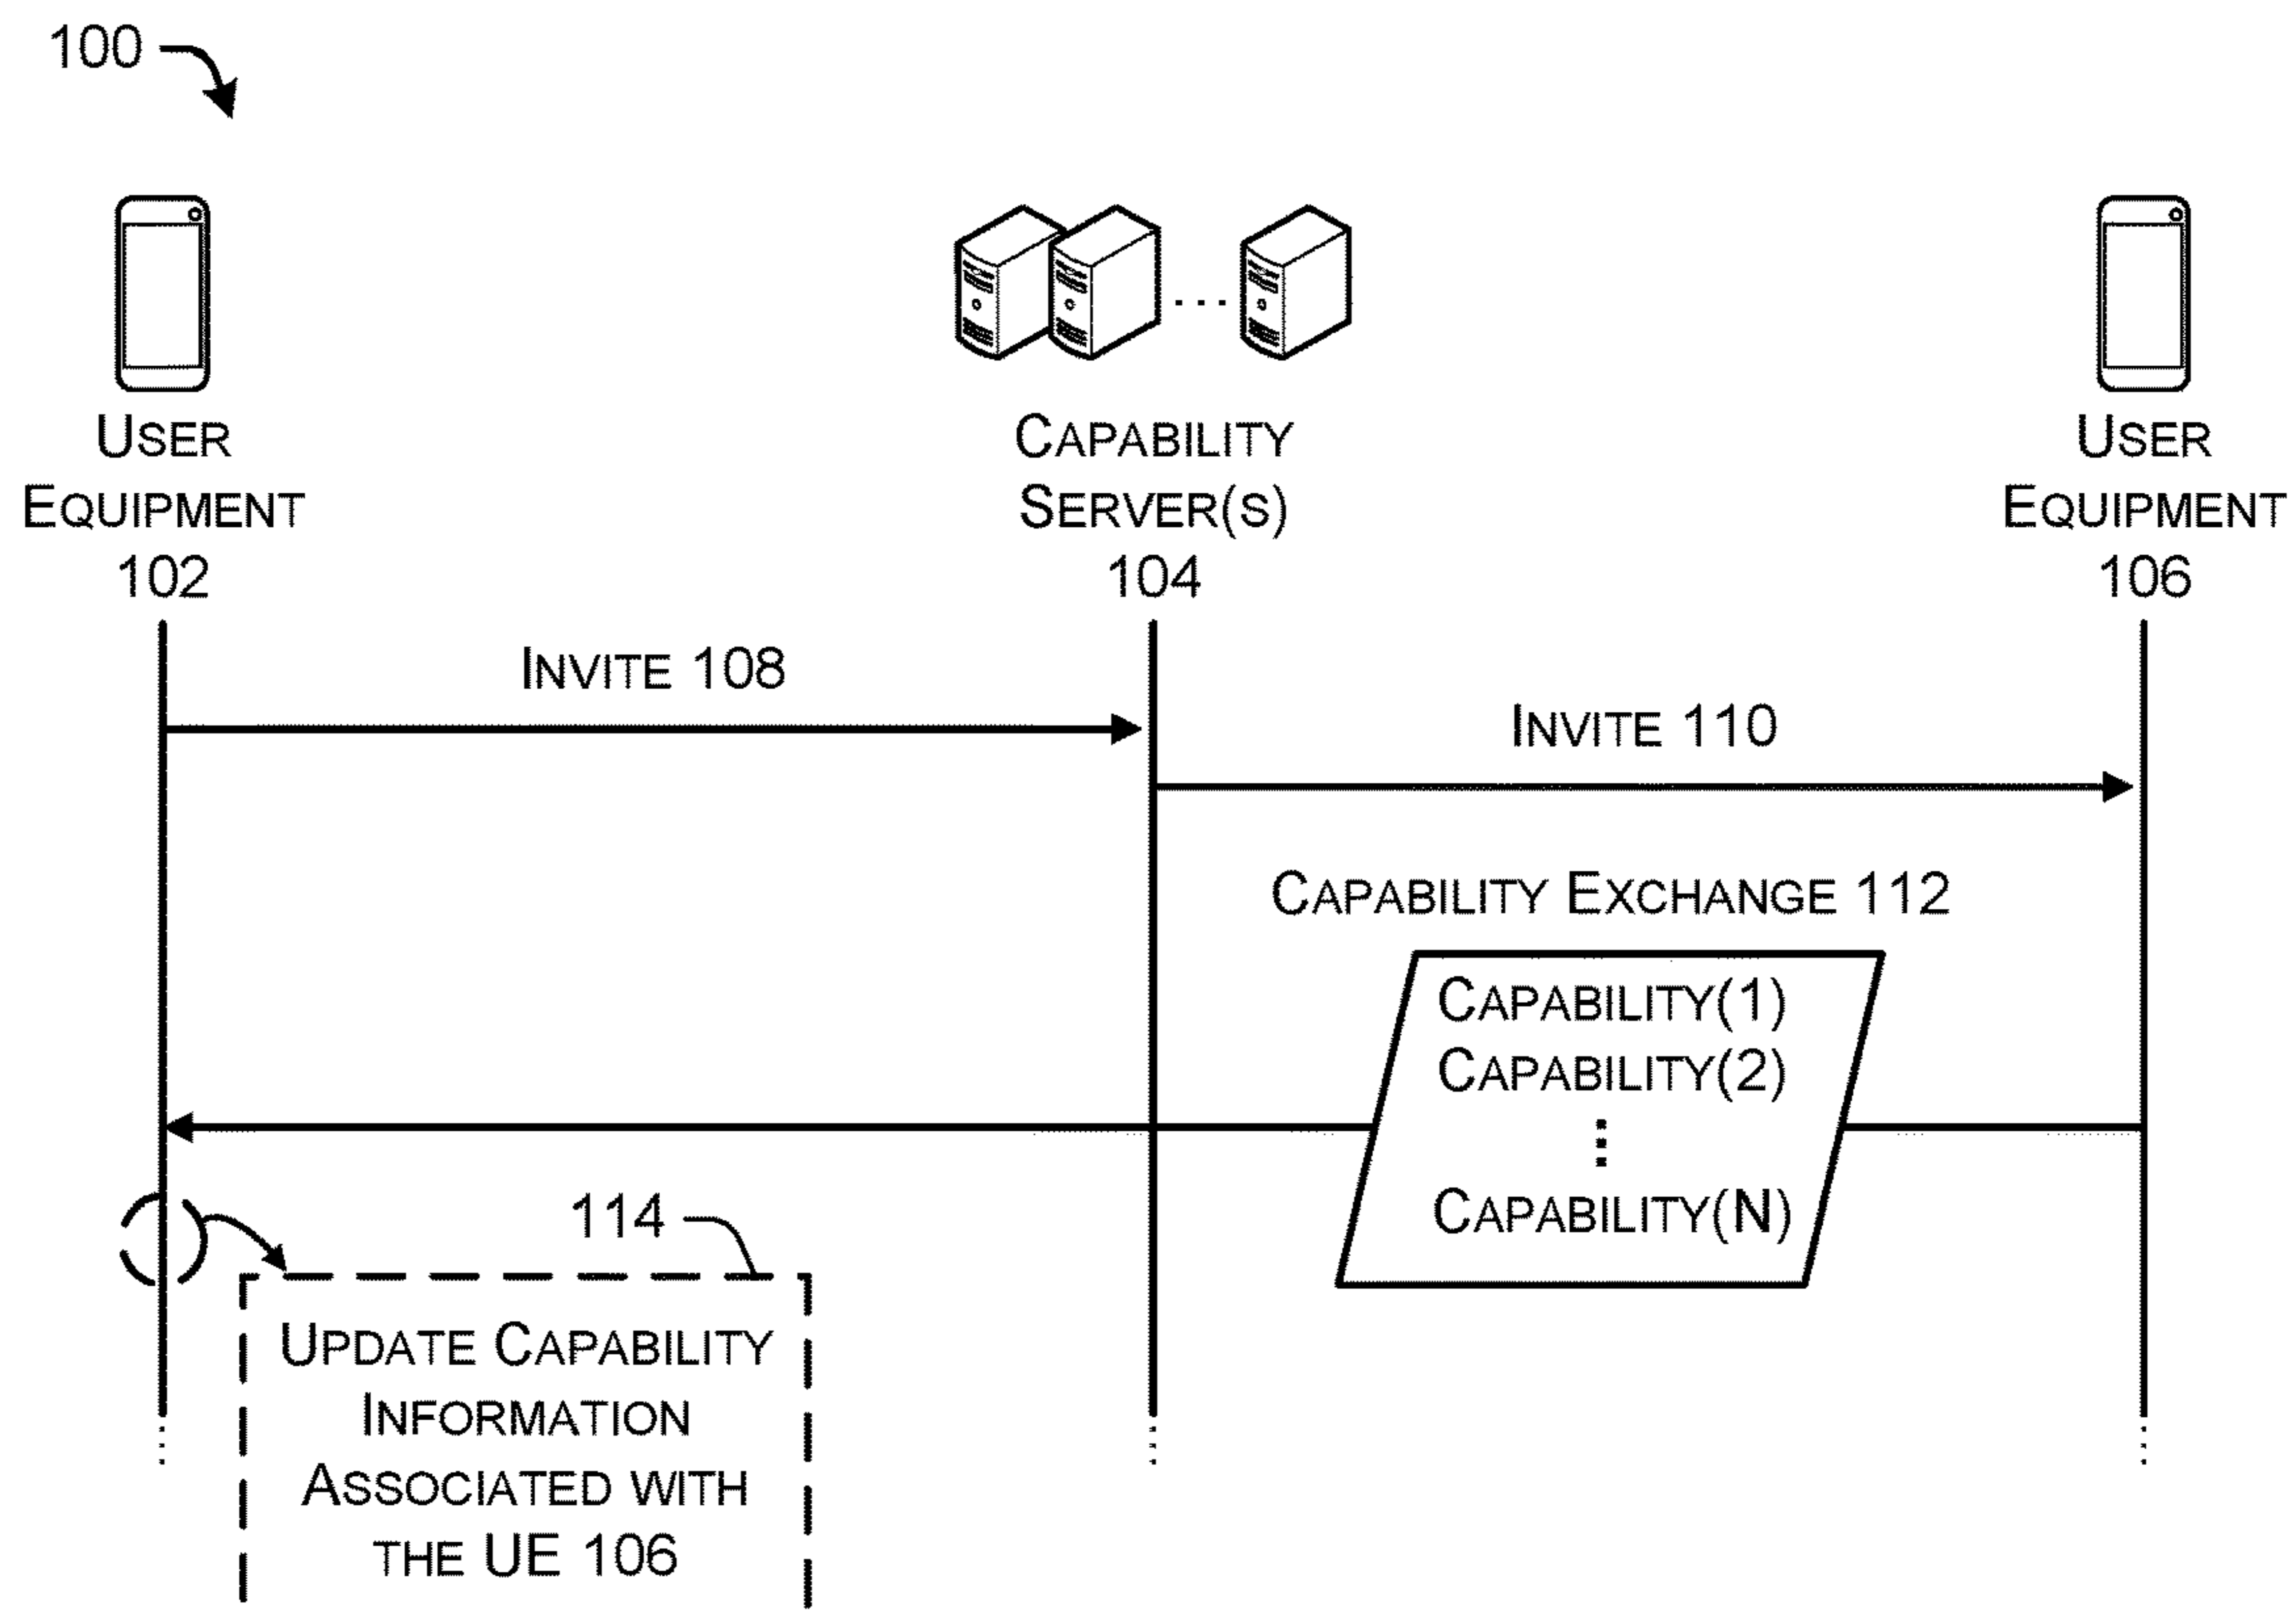 100
USER
EQUIPMENT
102
CAPABILITY
SERVER(S)
104
USER
EQUIPMENT
106
INVITE 108
INVITE 110
CAPABILITY EXCHANGE 112
CAPABILITY(1)
CAPABILITY(2)
⋮
CAPABILITY(N)
114
UPDATE CAPABILITY
INFORMATION
ASSOCIATED WITH
THE UE 106